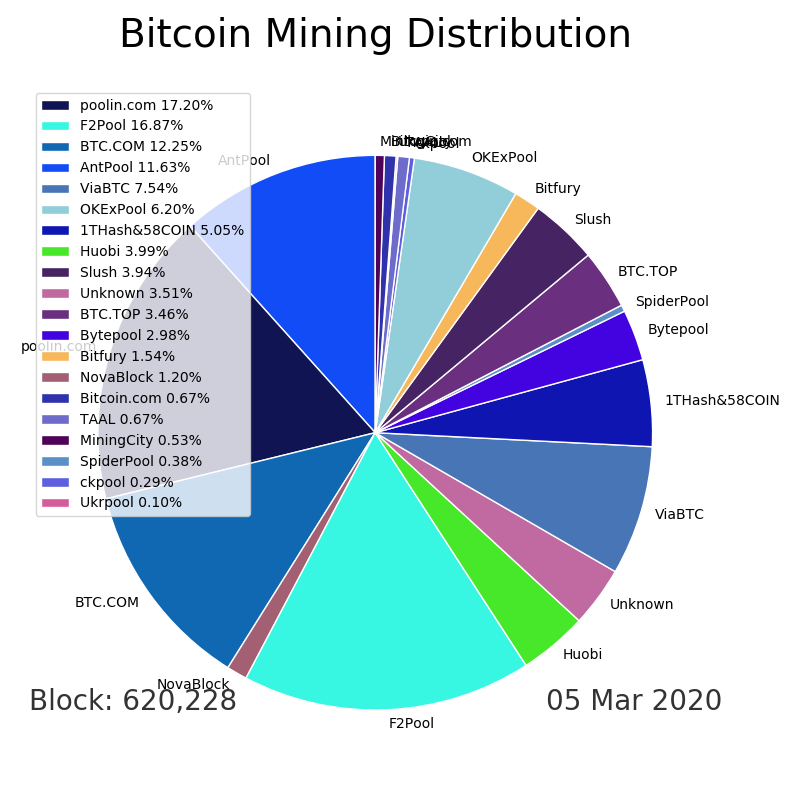 Bitcoin Mining Distribution
poolin.com 17.20%
F2Pool 16.87%
BTC.COM 12.25%
AntPool 11.63%
ViaBTC 7.54%
OKExPool 6.20%
1THash&58COIN 5.05%
Huobi 3.99%
Slush 3.94%
Unknown 3.51%
BTC.TOP 3.46%
Bytepool 2.98%
Bitfury 1.54%
NovaBlock 1.20%
Bitcoin.com 0.67%
TAAL 0.67%
MiningCity 0.53%
SpiderPool 0.38%
ckpool 0.29%
Ukrpool 0.10%
AntPool
poolin.com
BTC.COM
NovaBlock
F2Pool
Huobi
Unknown
ViaBTC
1THash&58COIN
Bytepool
SpiderPool
BTC.TOP
Slush
Bitfury
OKExPool
Block: 620,228
05 Mar 2020